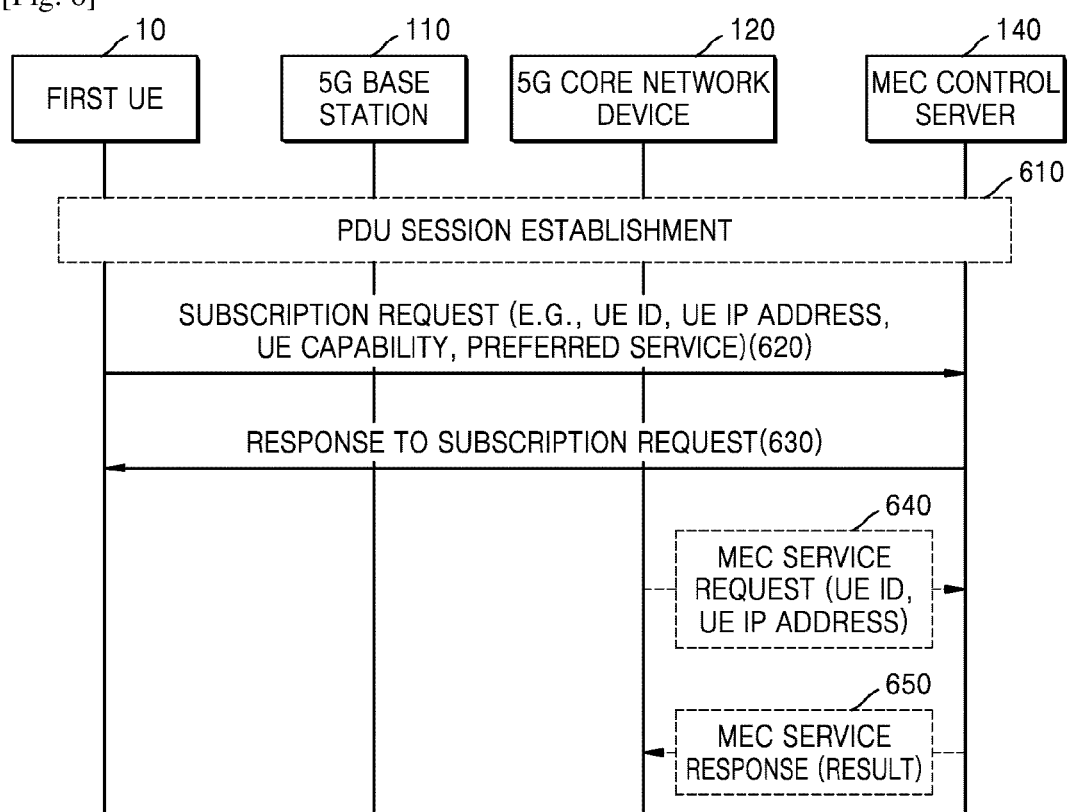 [Fig. 6]
10
110
120
140
FIRST UE
5G BASE
STATION
5G CORE NETWORK
DEVICE
MEC CONTROL
SERVER
610
PDU SESSION ESTABLISHMENT
SUBSCRIPTION REQUEST (E.G., UE ID, UE IP ADDRESS,
UE CAPABILITY, PREFERRED SERVICE)(620)
RESPONSE TO SUBSCRIPTION REQUEST(630)
640
MEC SERVICE
REQUEST (UE ID,
UE IP ADDRESS)
650
MEC SERVICE
RESPONSE (RESULT)